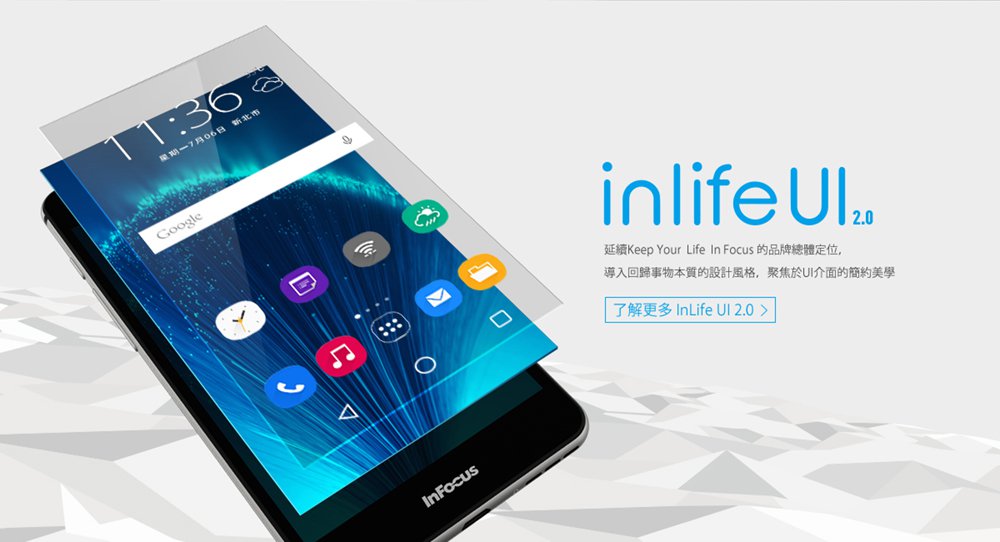 11:36
星期一7月06日 新北市
Google
InFocus
inlifeUI 2.0
延續Keep Your Life In Focus 的品牌總體定位,
導入回歸事物本質的設計風格，聚焦於UI介面的簡約美學
了解更多 InLife UI 2.0 >